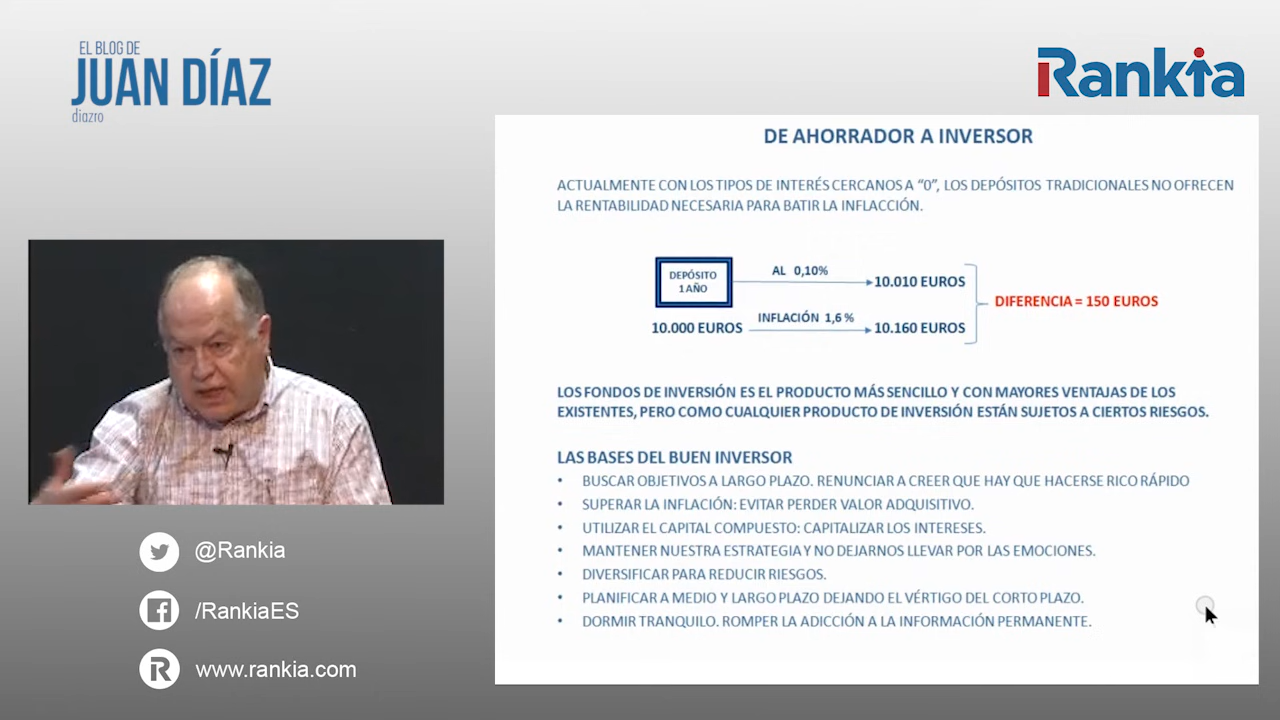 EL BLOG DE
JUAN DÍAZ
diazro
Rankia
DE AHORRADOR A INVERSOR
ACTUALMENTE CON LOS TIPOS DE INTERÉS CERCANOS A “0”, LOS DEPÓSITOS TRADICIONALES NO OFRECEN
LA RENTABILIDAD NECESARIA PARA BATIR LA INFLACCIÓN.
DEPÓSITO
1 AÑO
AL 0,10%
10.010 EUROS
DIFERENCIA = 150 EUROS
10.000 EUROS
INFLACIÓN 1,6 %
10.160 EUROS
LOS FONDOS DE INVERSIÓN ES EL PRODUCTO MÁS SENCILLO Y CON MAYORES VENTAJAS DE LOS
EXISTENTES, PERO COMO CUALQUIER PRODUCTO DE INVERSIÓN ESTÁN SUJETOS A CIERTOS RIESGOS.
LAS BASES DEL BUEN INVERSOR
• BUSCAR OBJETIVOS A LARGO PLAZO. RENUNCIAR A CREER QUE HAY QUE HACERSE RICO RÁPIDO
• SUPERAR LA INFLACIÓN: EVITAR PERDER VALOR ADQUISITIVO.
• UTILIZAR EL CAPITAL COMPUESTO: CAPITALIZAR LOS INTERESES.
• MANTENER NUESTRA ESTRATEGIA Y NO DEJARNOS LLEVAR POR LAS EMOCIONES.
• DIVERSIFICAR PARA REDUCIR RIESGOS.
• PLANIFICAR A MEDIO Y LARGO PLAZO DEJANDO EL VÉRTIGO DEL CORTO PLAZO.
• DORMIR TRANQUILO. ROMPER LA ADICCIÓN A LA INFORMACIÓN PERMANENTE.
@Rankia
/RankiaES
www.rankia.com